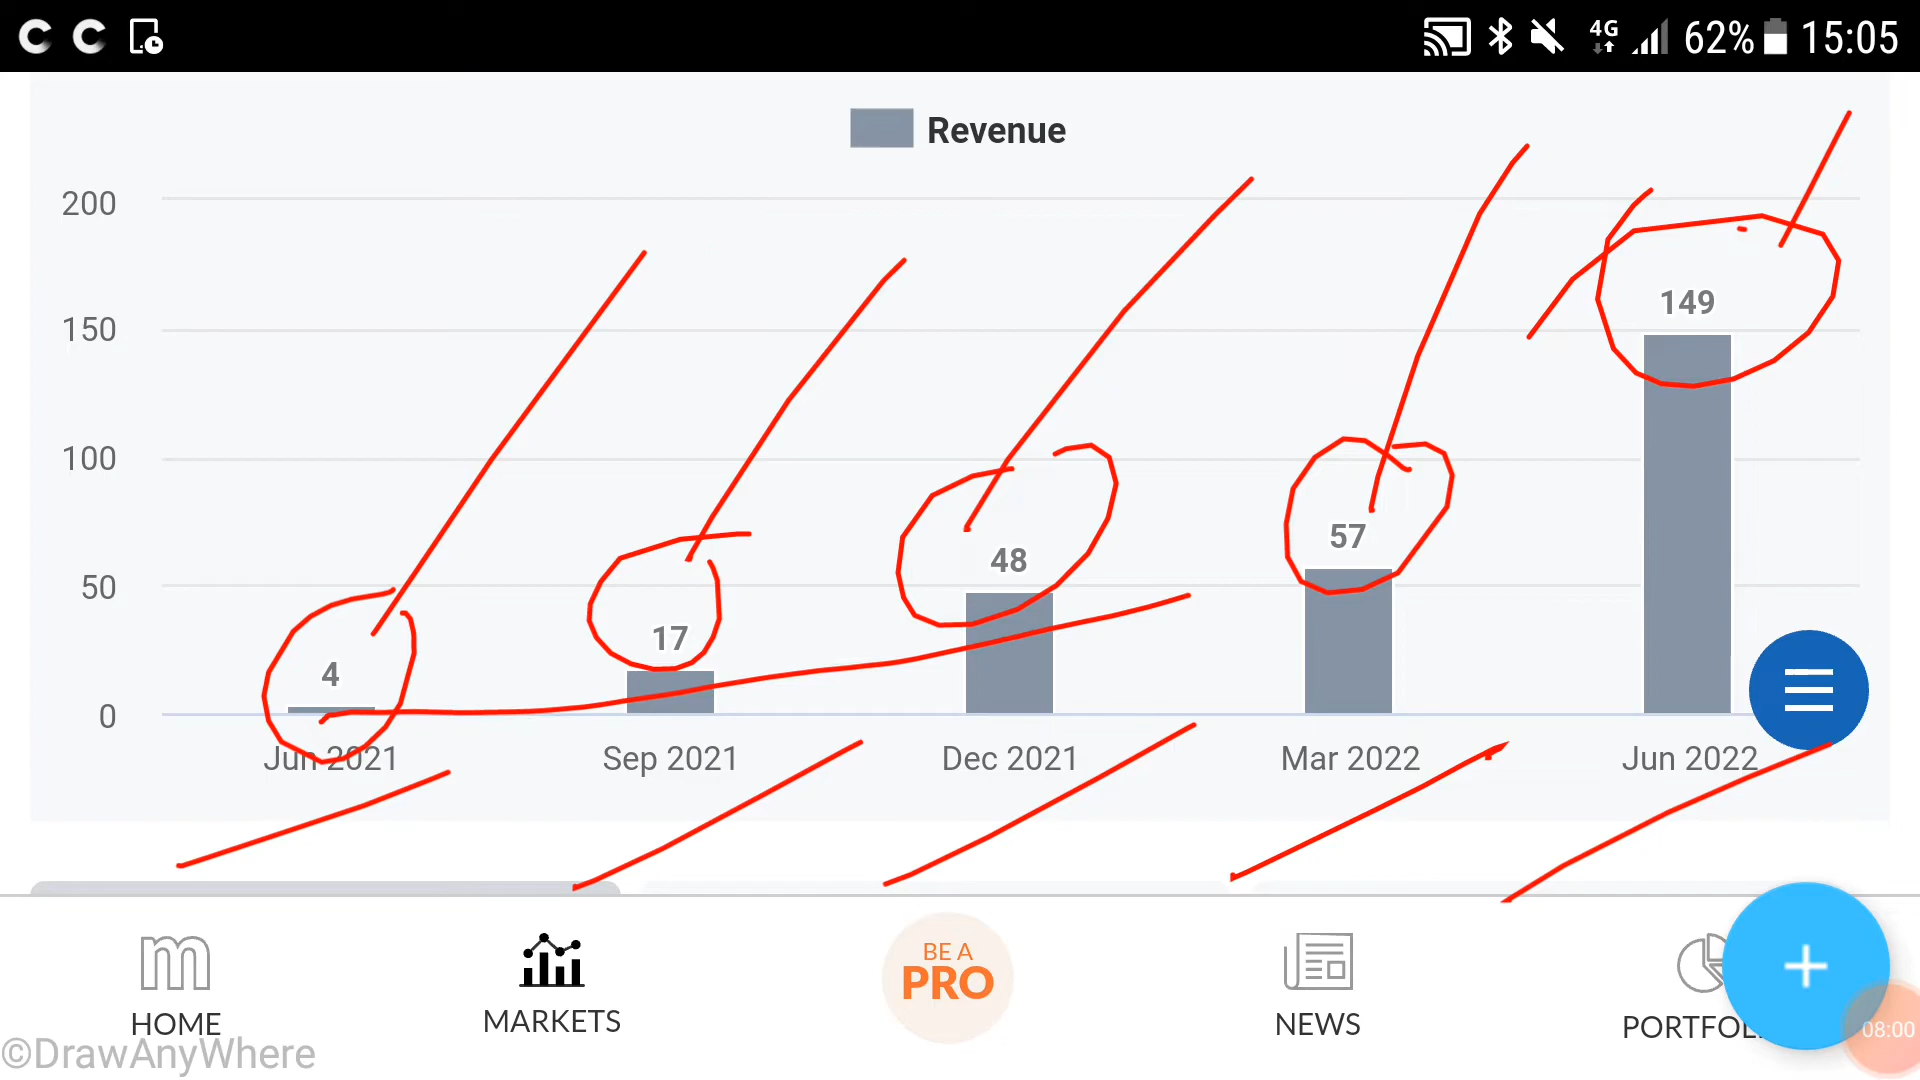 4G 62% 15:05
Revenue
200
150
100
50
0
4
17
48
57
149
Jun 2021 Sep 2021 Dec 2021 Mar 2022 Jun 2022
HOME
MARKETS
BE A
PRO
NEWS
PORTFOL
08:00
©DrawAnyWhere